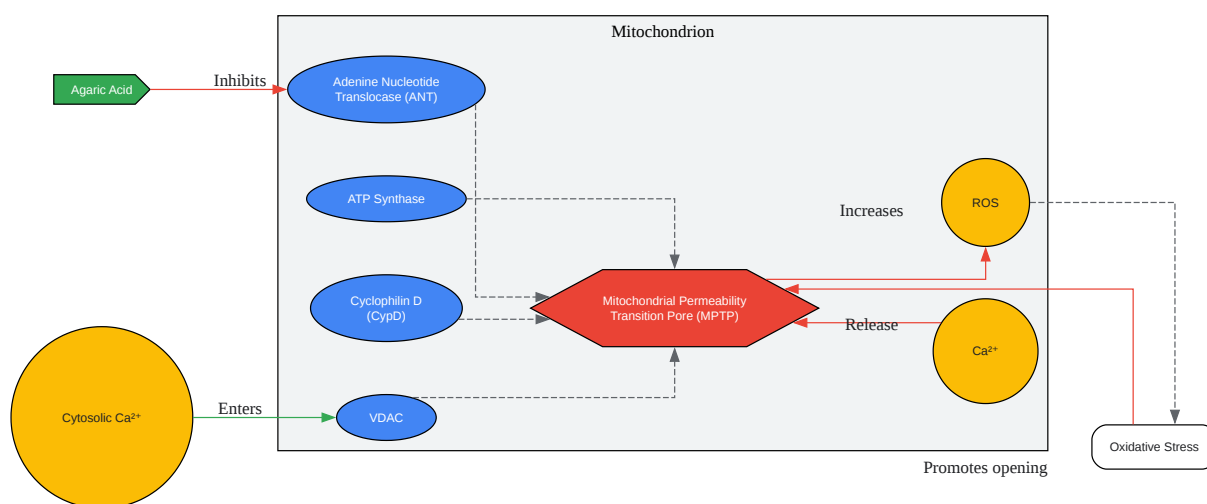 Mitochondrion
Agaric Acid
Inhibits
Adenine Nucleotide
Translocase (ANT)
ATP Synthase
Increases
ROS
Cyclophilin D
(CypD)
Mitochondrial Permeability
Transition Pore (MPTP)
Release
Ca²⁺
Cytosolic Ca²⁺
Enters
VDAC
Oxidative Stress
Promotes opening